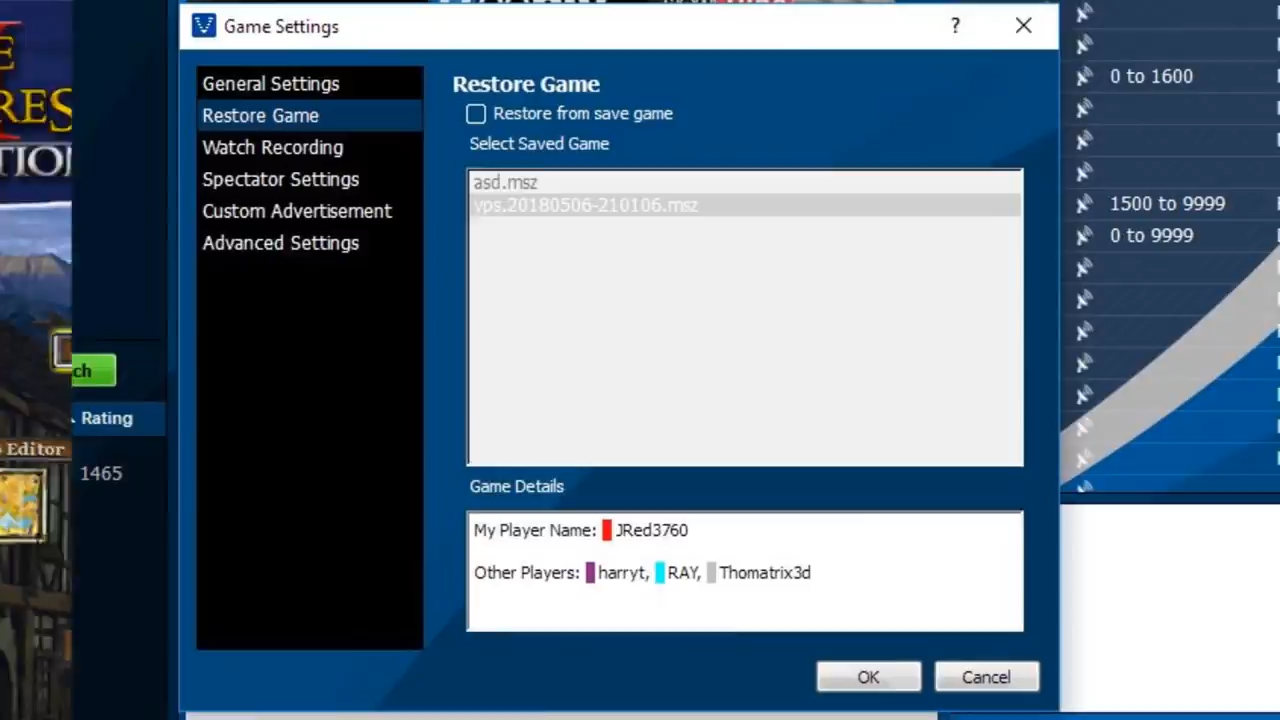 Game Settings
?
General Settings
Restore Game
Watch Recording
Spectator Settings
Custom Advertisement
Advanced Settings
Restore Game
Restore from save game
Select Saved Game
asd.msz
vps.20180506-210106.msz
Game Details
My Player Name: JRed3760
Other Players: harryt, RAY, Thomatrix3d
OK
Cancel
0 to 1600
1500 to 9999
0 to 9999
ch
Rating
1465
Editor